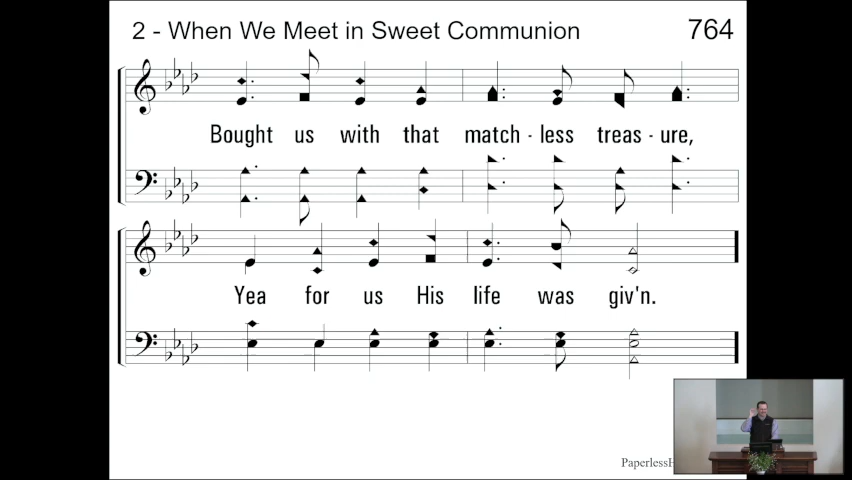 2 - When We Meet in Sweet Communion 764
Bought us with that match - less treas - ure,
Yea for us His life was giv'n.